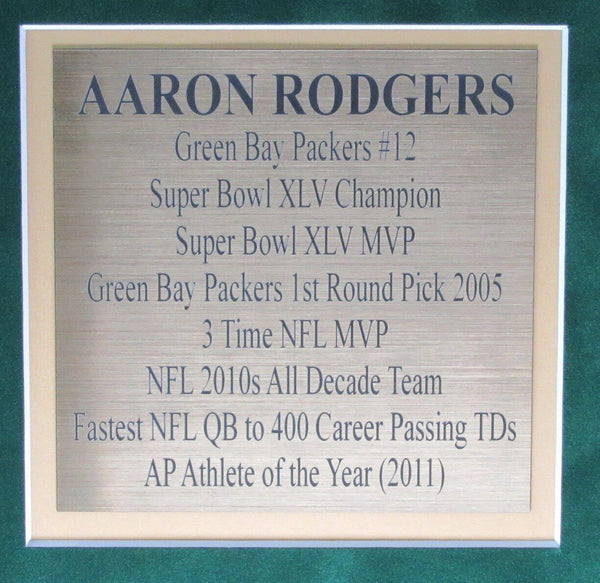 AARON RODGERS
Green Bay Packers #12
Super Bowl XLV Champion
Super Bowl XLV MVP
Green Bay Packers 1st Round Pick 2005
3 Time NFL MVP
NFL 2010s All Decade Team
Fastest NFL QB to 400 Career Passing TDs
AP Athlete of the Year (2011)